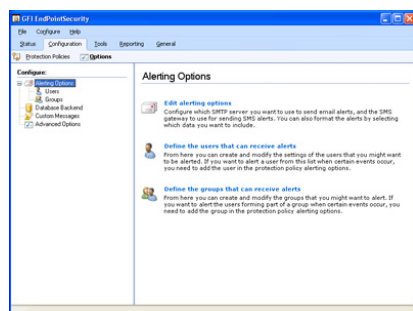 GFI EndPointSecurity
File Configure Help
Status Configuration Tools Reporting General
Protection Policies Options
Configure:
Alerting Options
Users
Groups
Database Backend
Custom Messages
Advanced Options
Alerting Options
Edit alerting options
Configure which SMTP server you want to use to send email alerts, and the SMS
gateway to use for sending SMS alerts. You can also format the alerts by selecting
which data you want to include.
Define the users that can receive alerts
From here you can create and modify the settings of the users that you might want
to be alerted. If you want to alert a user from this list when certain events occur,
you need to add the user in the protection policy alerting options.
Define the groups that can receive alerts
From here you can create and modify the groups that you might want to alert. If
you want to alert the users forming part of a group when certain events occur, you
need to add the group in the protection policy alerting options.